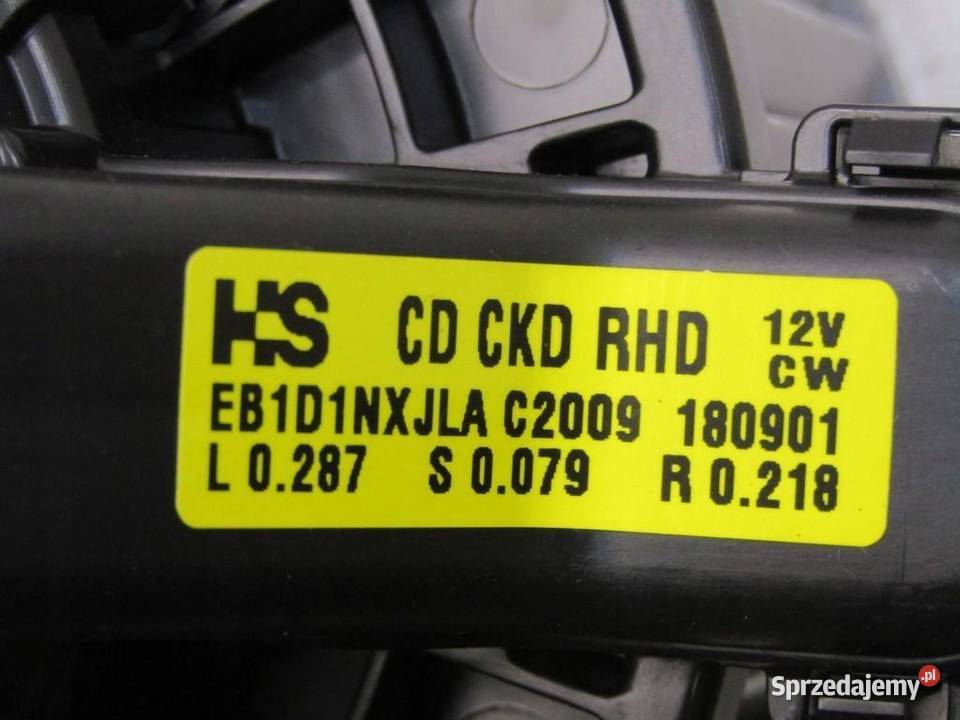 HS CD CKD RHD 12V
CW
EB1D1NXJLA C2009 180901
L 0.287 S 0.079 R 0.218
Sprzedajemy.pl